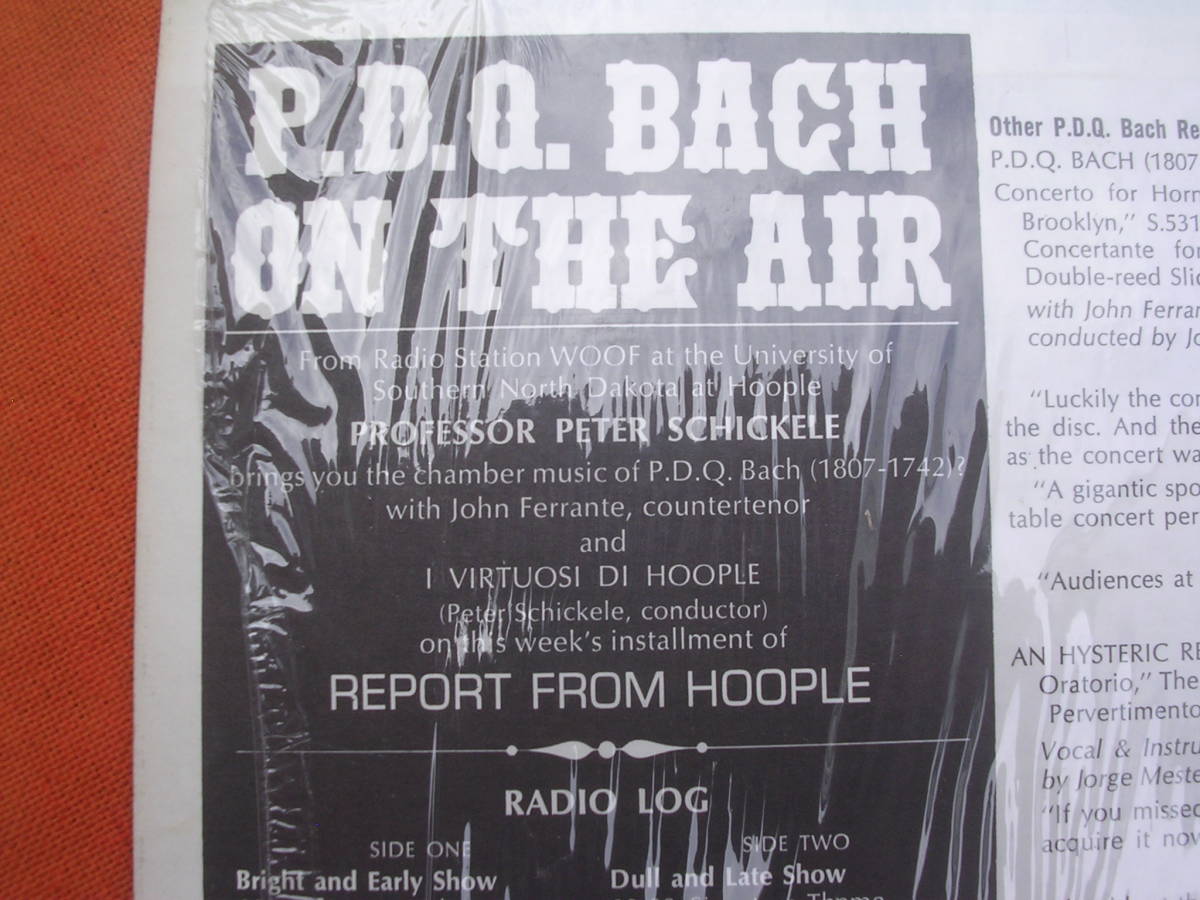 P.D.Q. BACH
ON THE AIR
From Radio Station WOOF at the University of
Southern North Dakota at Hoople
PROFESSOR PETER SCHICKELE
brings you the chamber music of P.D.Q. Bach (1807-1742)?
with John Ferrante, countertenor
and
I VIRTUOSI DI HOOPLE
(Peter Schickele, conductor)
on this week's installment of
REPORT FROM HOOPLE
RADIO LOG
SIDE ONE
Bright and Early Show
SIDE TWO
Dull and Late Show
Other P.D.Q. Bach Re
P.D.Q. BACH (1807-
Concerto for Horn
Brooklyn," S.531
Concertante for
Double-reed Slid
with John Ferrar
conducted by Jo
"Luckily the cor
the disc. And the
as the concert wa
"A gigantic spo
table concert per
"Audiences at
AN HYSTERIC RE
Oratorio," The
Pervertimento
Vocal & Instru
by Jorge Meste
"If you missed
acquire it now